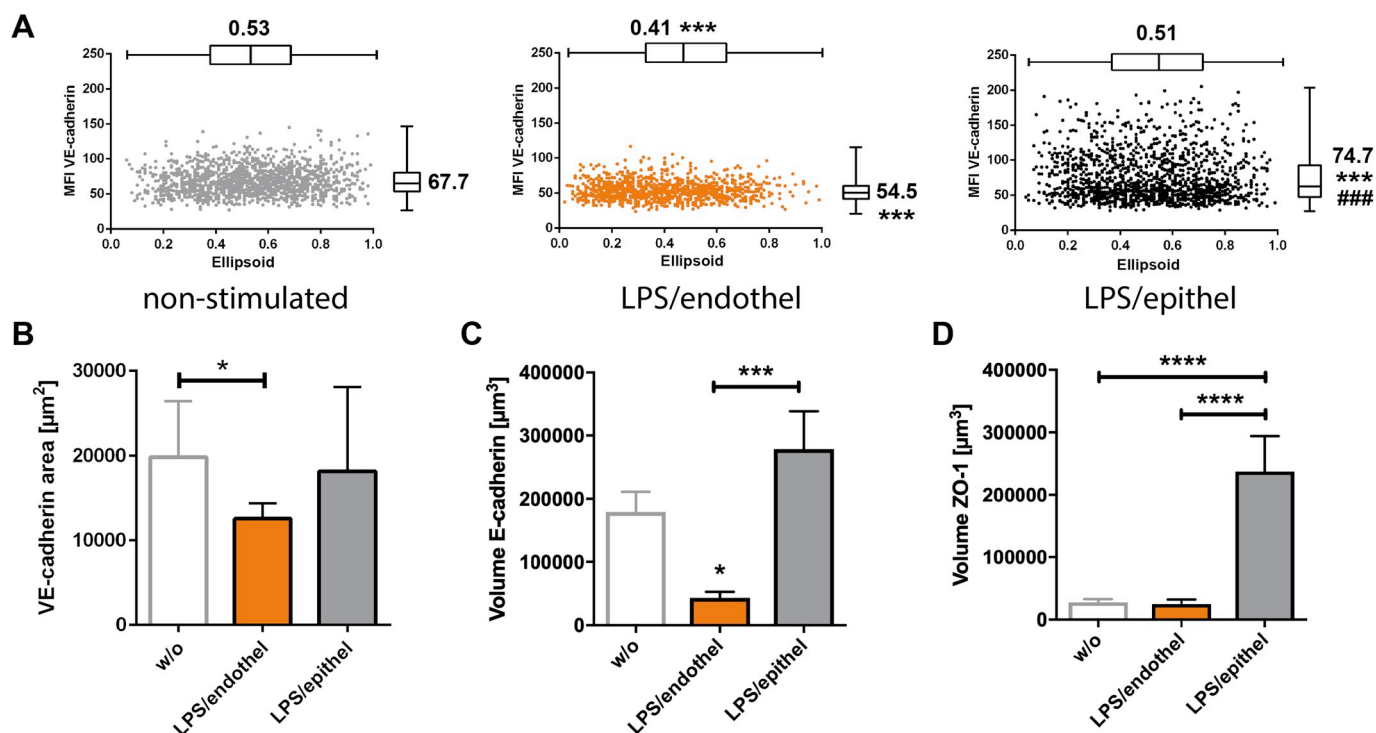 A
0.53
250
200
150
100
50
0
MFI VE-cadherin
0.0 0.2 0.4 0.6 0.8 1.0
Ellipsoid
67.7
non-stimulated
0.41 ***
250
200
150
100
50
0
MFI VE-cadherin
0.0 0.2 0.4 0.6 0.8 1.0
Ellipsoid
54.5
***
LPS/endothel
0.51
250
200
150
100
50
0
MFI VE-cadherin
0.0 0.2 0.4 0.6 0.8 1.0
Ellipsoid
74.7
***
###
LPS/epithel
B
VE-cadherin area [µm²]
30000
20000
10000
0
*
w/o
LPS/endothel
LPS/epithel
C
Volume E-cadherin [µm³]
400000
300000
200000
100000
0
***
*
w/o
LPS/endothel
LPS/epithel
D
Volume ZO-1 [µm³]
400000
300000
200000
100000
0
****
****
w/o
LPS/endothel
LPS/epithel